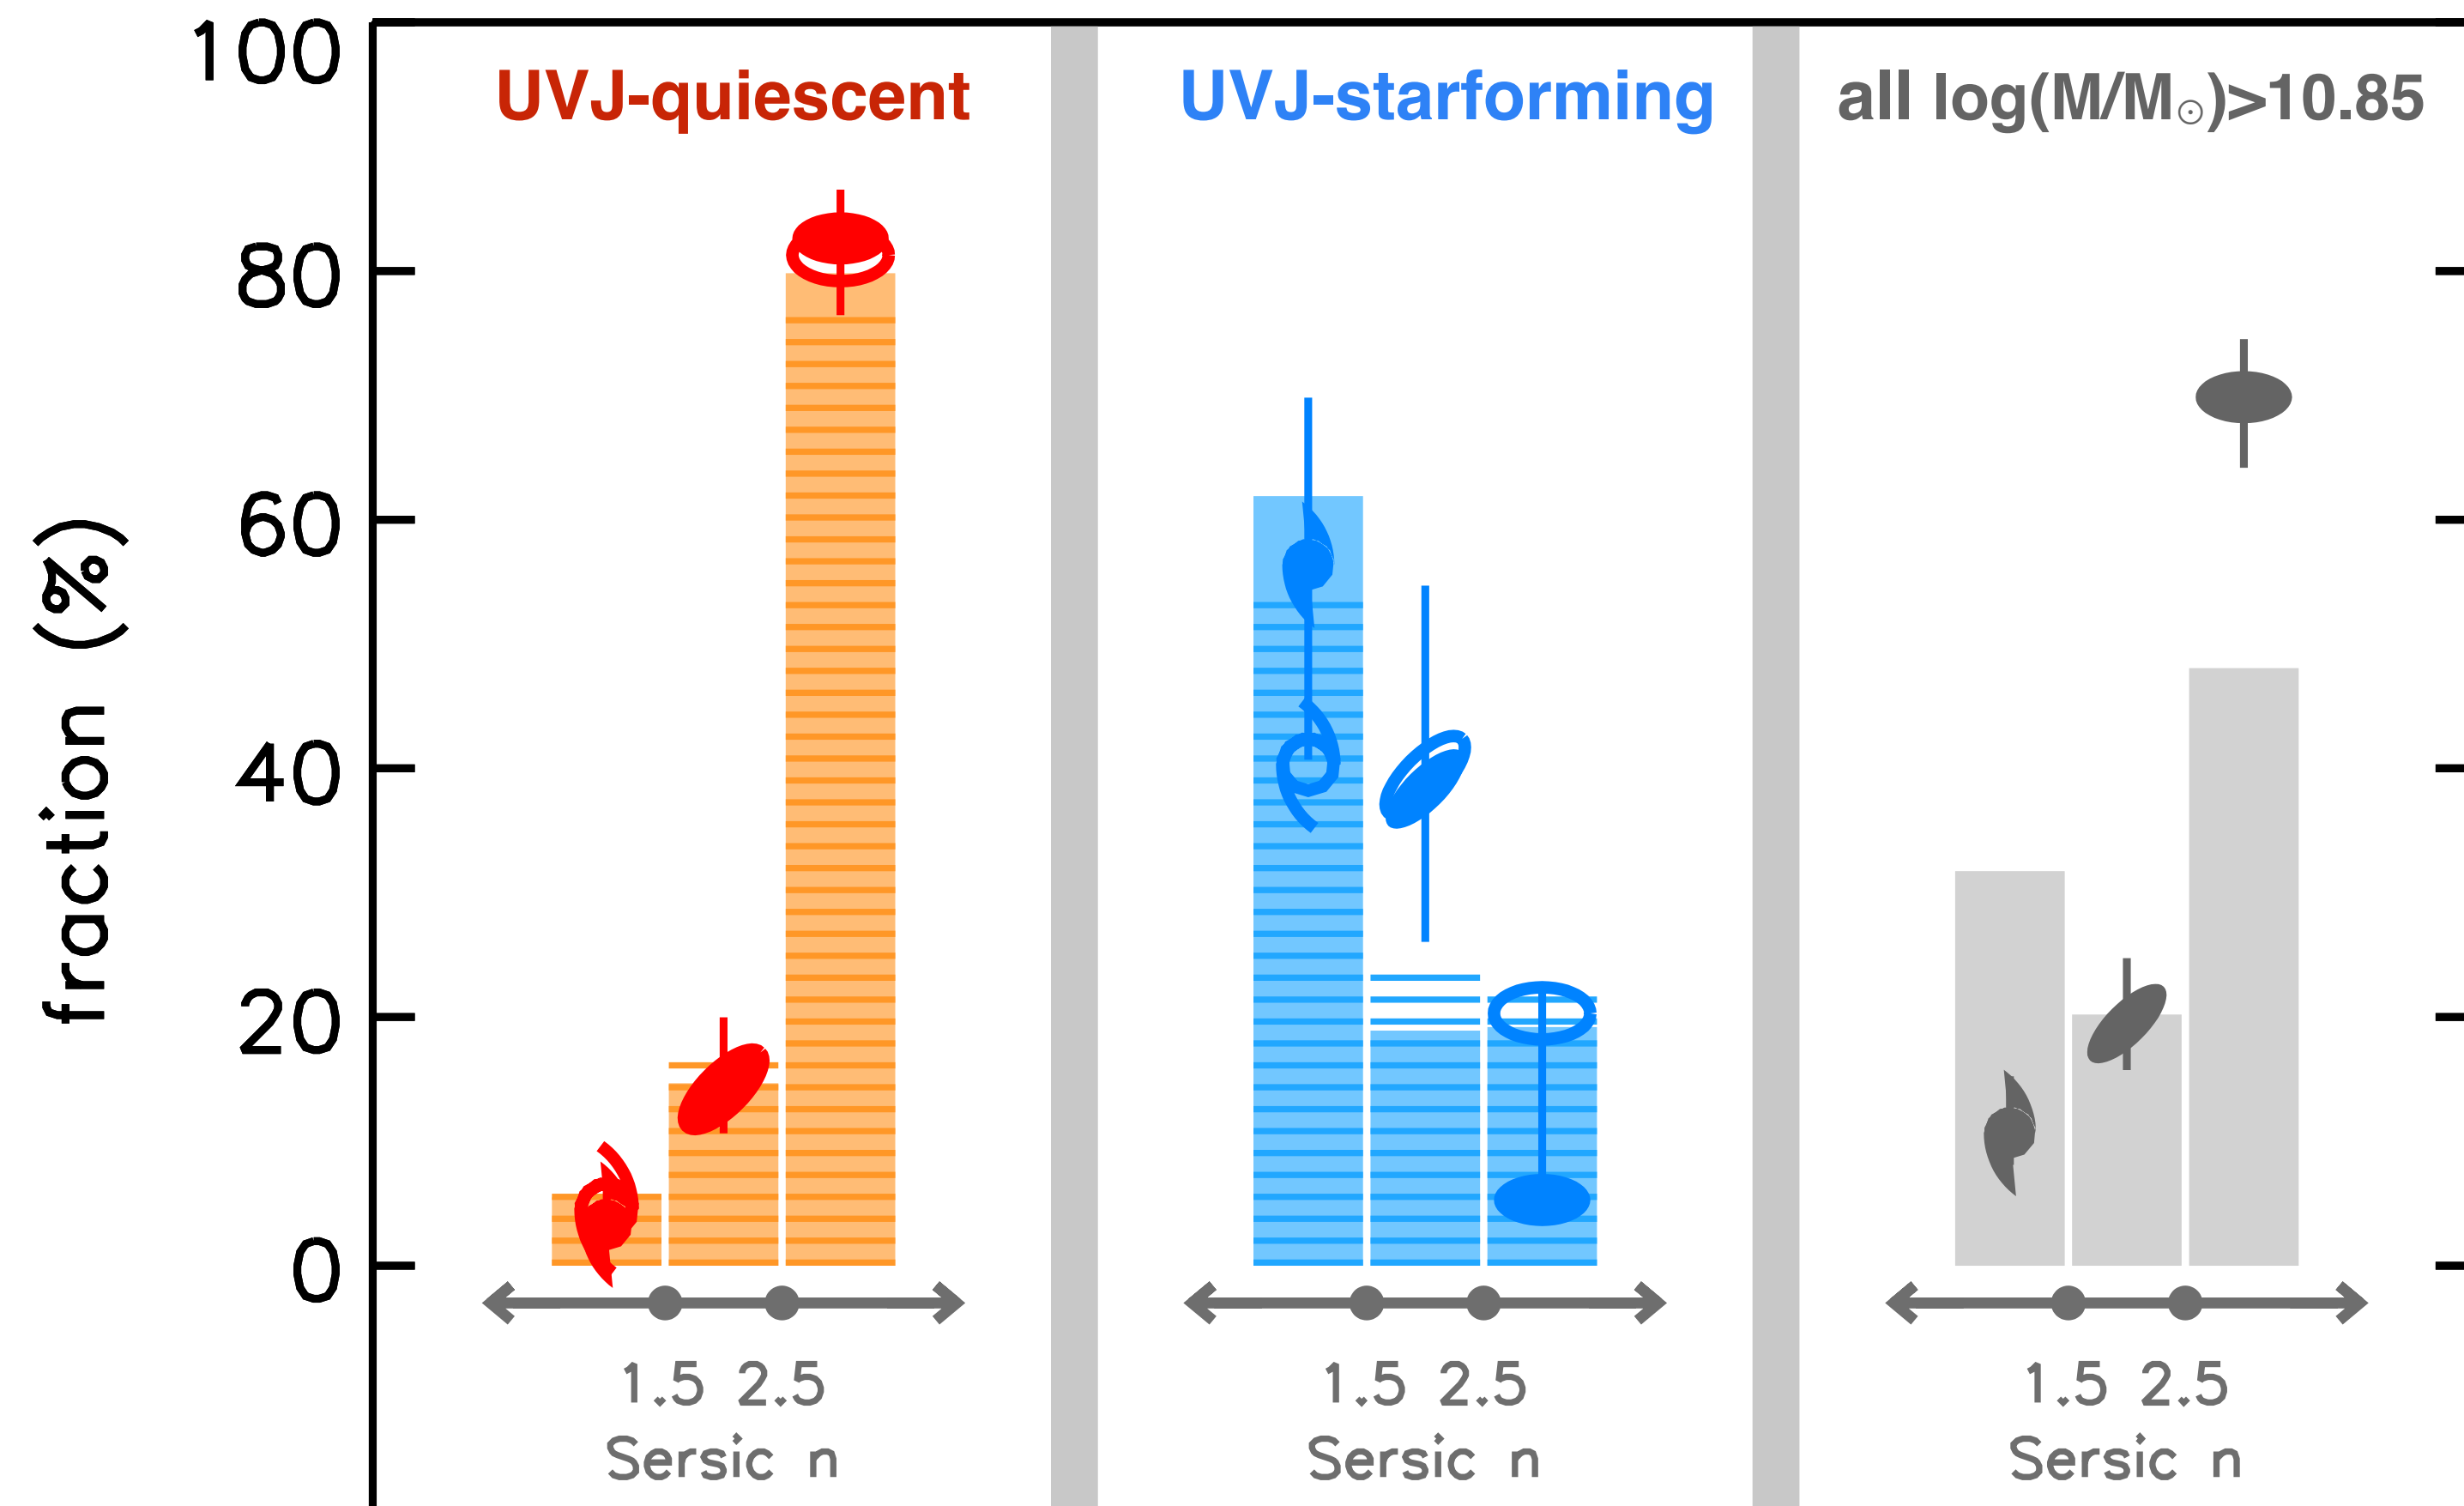 UVJ-quiescent UVJ-starforming all log(M/M☉)>10.85
fraction (%)
100
80
60
40
20
0
1.5 2.5
Sersic n
1.5 2.5
Sersic n
1.5 2.5
Sersic n